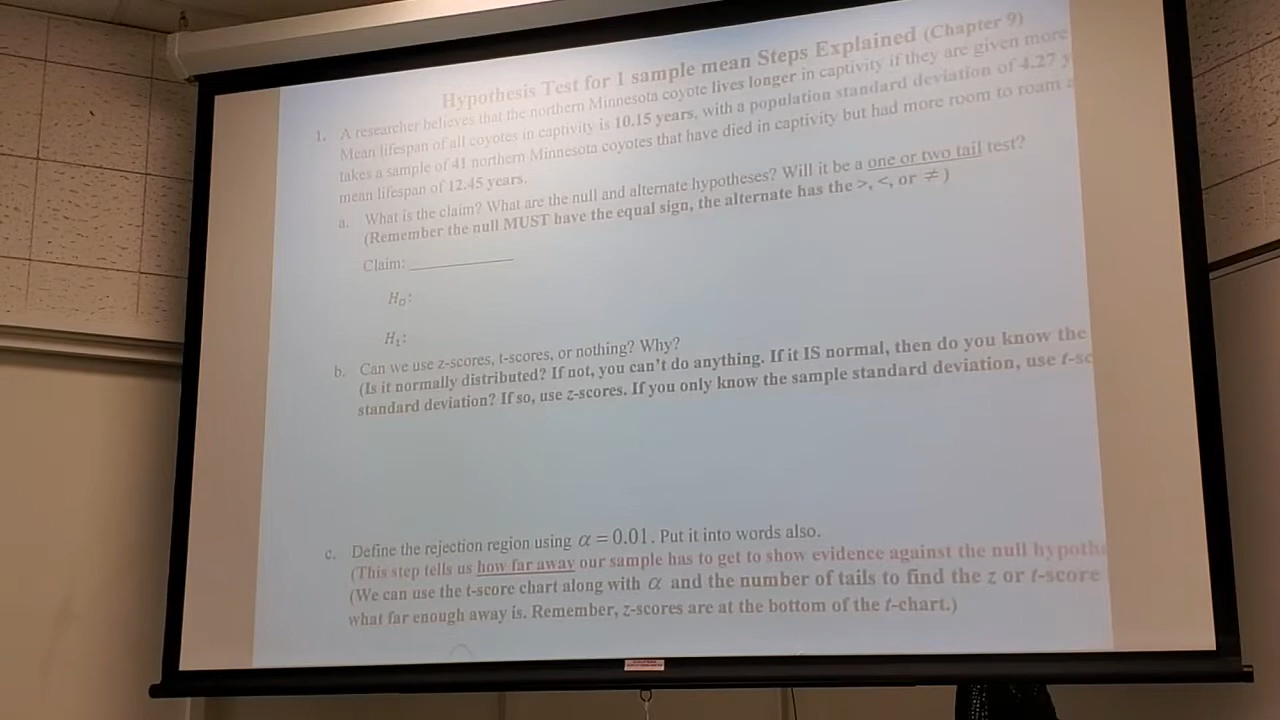 Hypothesis Test for 1 sample mean Steps Explained (Chapter 9)
1. A researcher believes that the northern Minnesota coyote lives longer in captivity if they are given more
Mean lifespan of all coyotes in captivity is 10.15 years, with a population standard deviation of 4.27 y
takes a sample of 41 northern Minnesota coyotes that have died in captivity but had more room to roam a
mean lifespan of 12.45 years.
a. What is the claim? What are the null and alternate hypotheses? Will it be a one or two tail test?
(Remember the null MUST have the equal sign, the alternate has the >, <, or ≠)
Claim: __________
H₀:
H₁:
b. Can we use z-scores, t-scores, or nothing? Why?
(Is it normally distributed? If not, you can't do anything. If it IS normal, then do you know the
standard deviation? If so, use z-scores. If you only know the sample standard deviation, use t-sc
c. Define the rejection region using α = 0.01. Put it into words also.
(This step tells us how far away our sample has to get to show evidence against the null hypothe
(We can use the t-score chart along with α and the number of tails to find the z or t-score
what far enough away is. Remember, z-scores are at the bottom of the t-chart.)